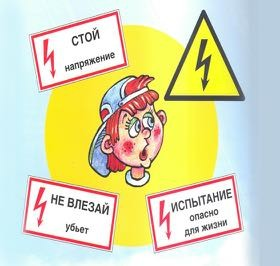 СТОЙ
напряжение
НЕ ВЛЕЗАЙ
убьет
ИСПЫТАНИЕ
опасно
для жизни